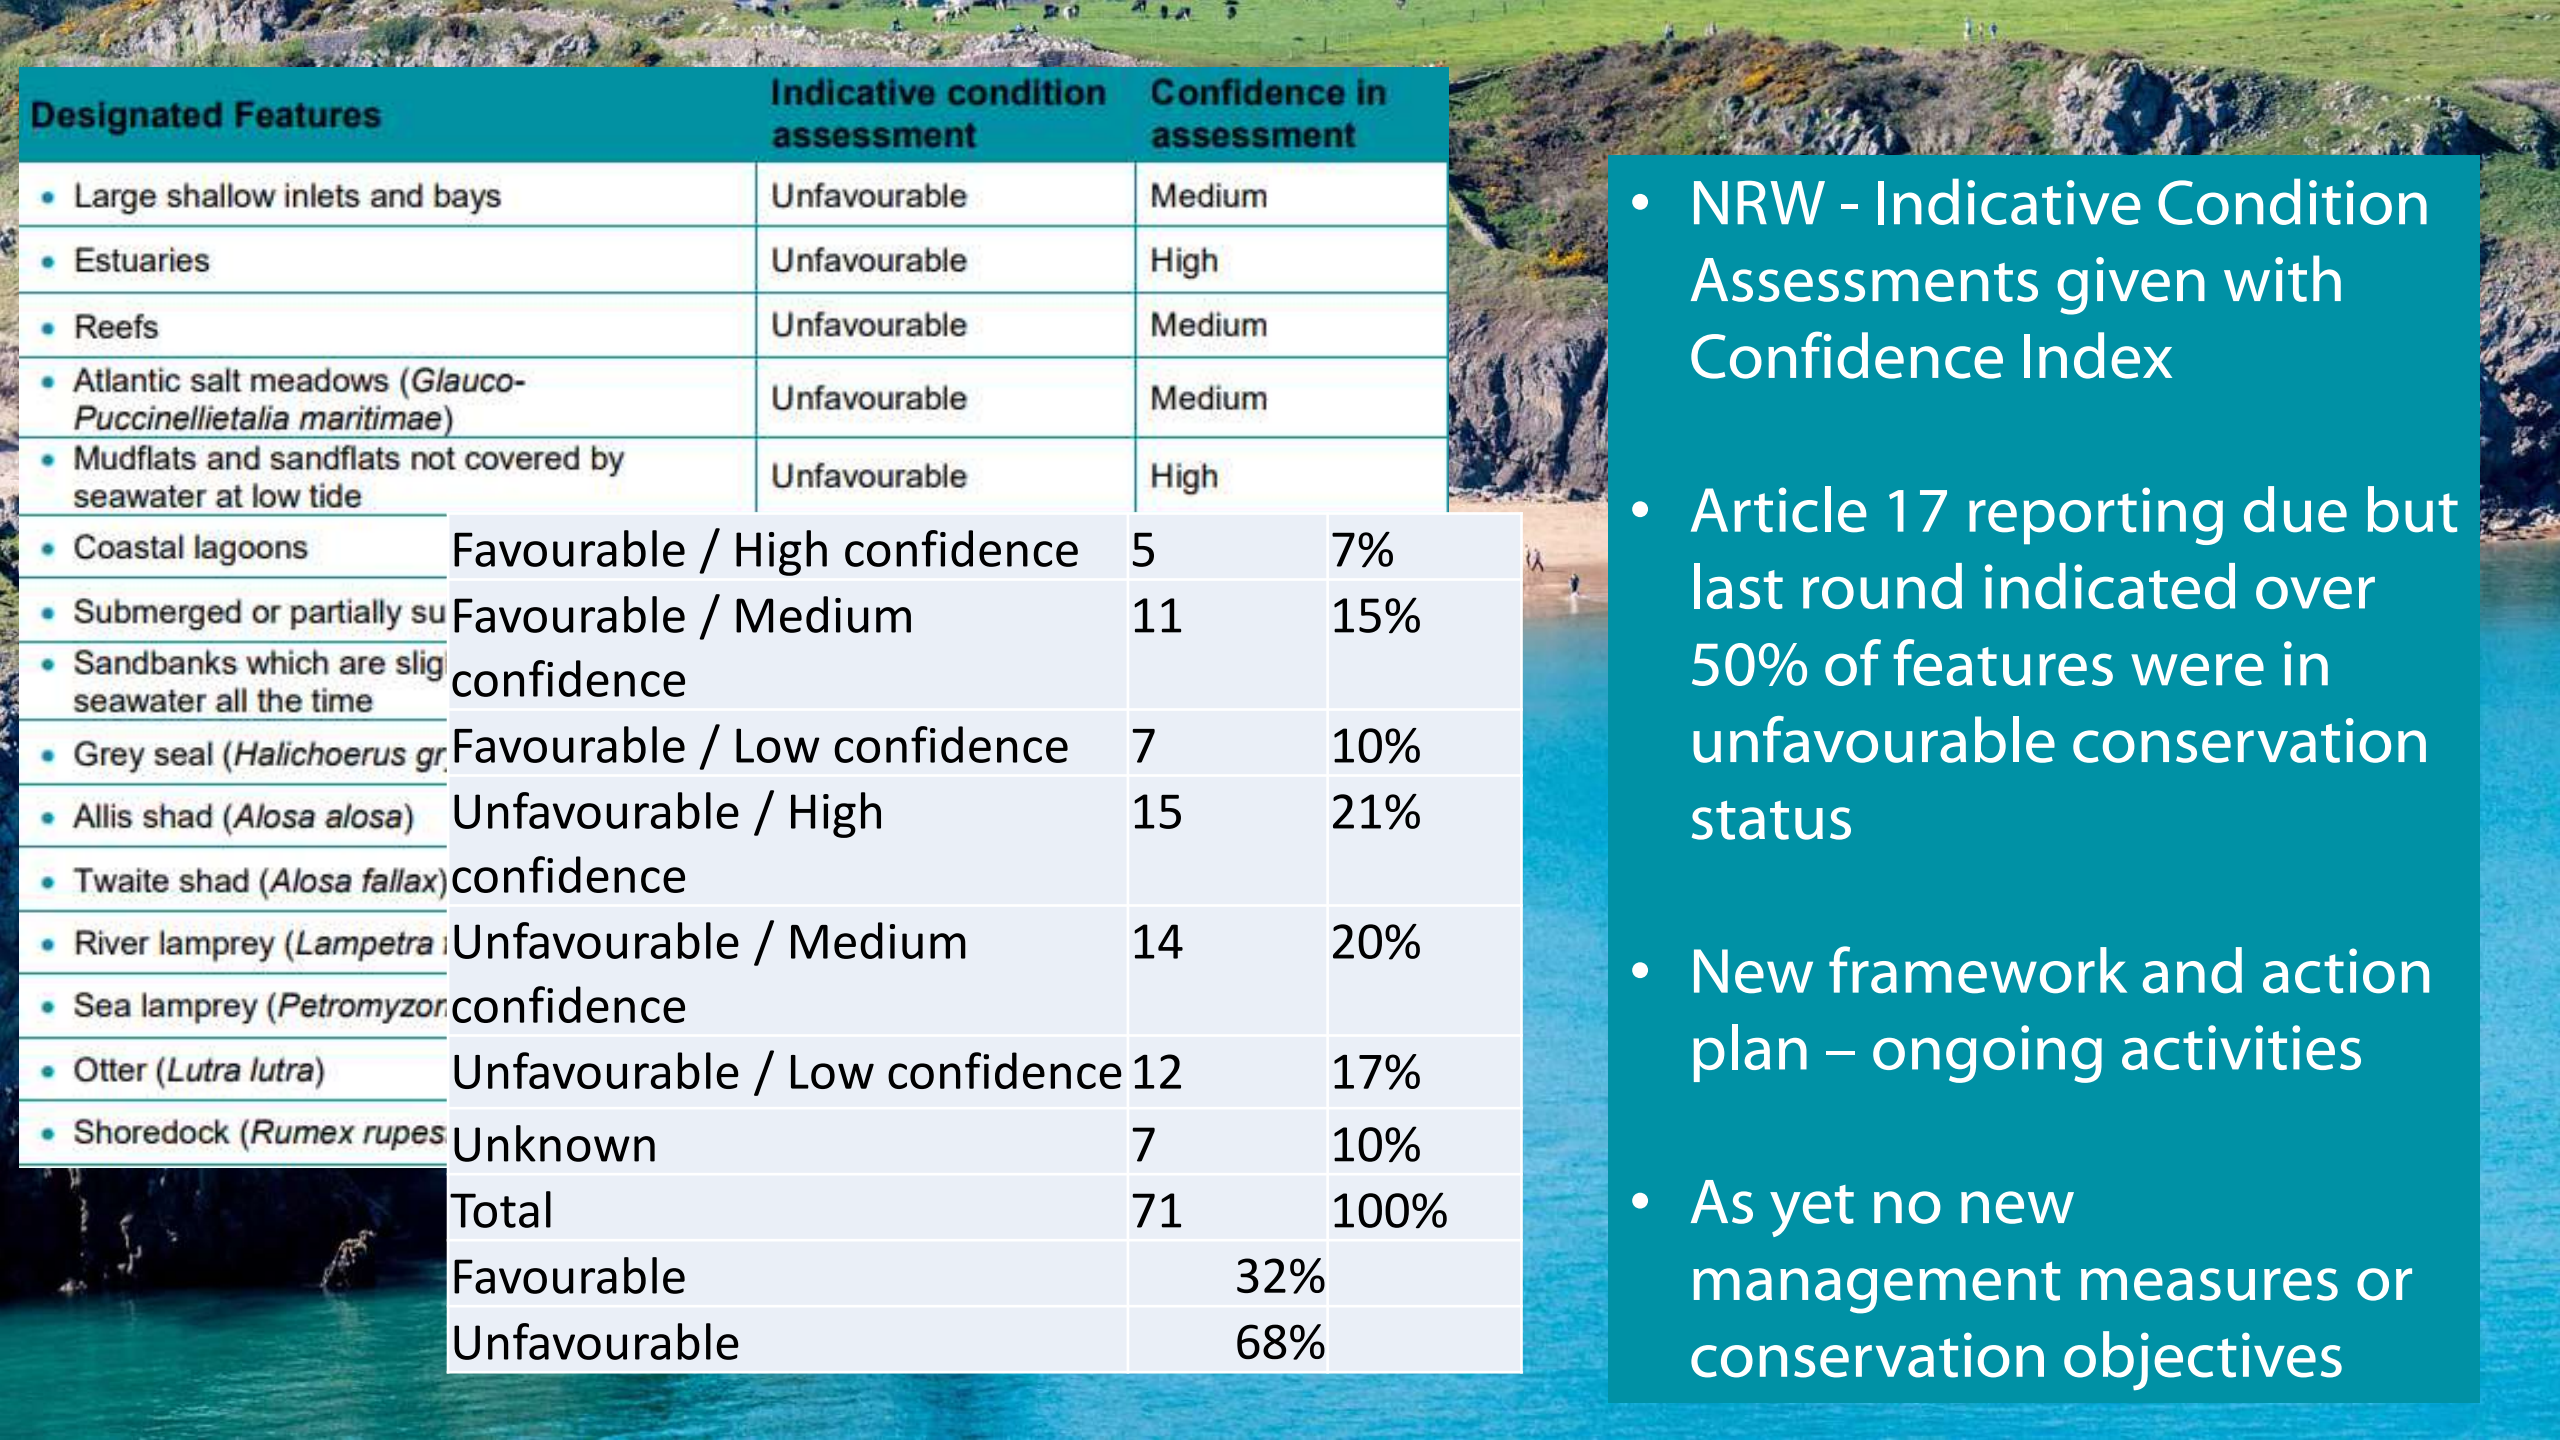 Designated Features Indicative condition assessment Confidence in assessment
• Large shallow inlets and bays Unfavourable Medium
• Estuaries Unfavourable High
• Reefs Unfavourable Medium
• Atlantic salt meadows (Glauco-
Puccinellietalia maritimae) Unfavourable Medium
• Mudflats and sandflats not covered by
seawater at low tide Unfavourable High
• Coastal lagoons
• Submerged or partially su
• Sandbanks which are slig
seawater all the time
• Grey seal (Halichoerus gr
• Allis shad (Alosa alosa)
• Twaite shad (Alosa fallax)
• River lamprey (Lampetra
• Sea lamprey (Petromyzon
• Otter (Lutra lutra)
• Shoredock (Rumex rupes
Favourable / High confidence 5 7%
Favourable / Medium 11 15%
confidence
Favourable / Low confidence 7 10%
Unfavourable / High 15 21%
confidence
Unfavourable / Medium 14 20%
confidence
Unfavourable / Low confidence 12 17%
Unknown 7 10%
Total 71 100%
Favourable 32%
Unfavourable 68%
• NRW - Indicative Condition
Assessments given with
Confidence Index
• Article 17 reporting due but
last round indicated over
50% of features were in
unfavourable conservation
status
• New framework and action
plan – ongoing activities
• As yet no new
management measures or
conservation objectives